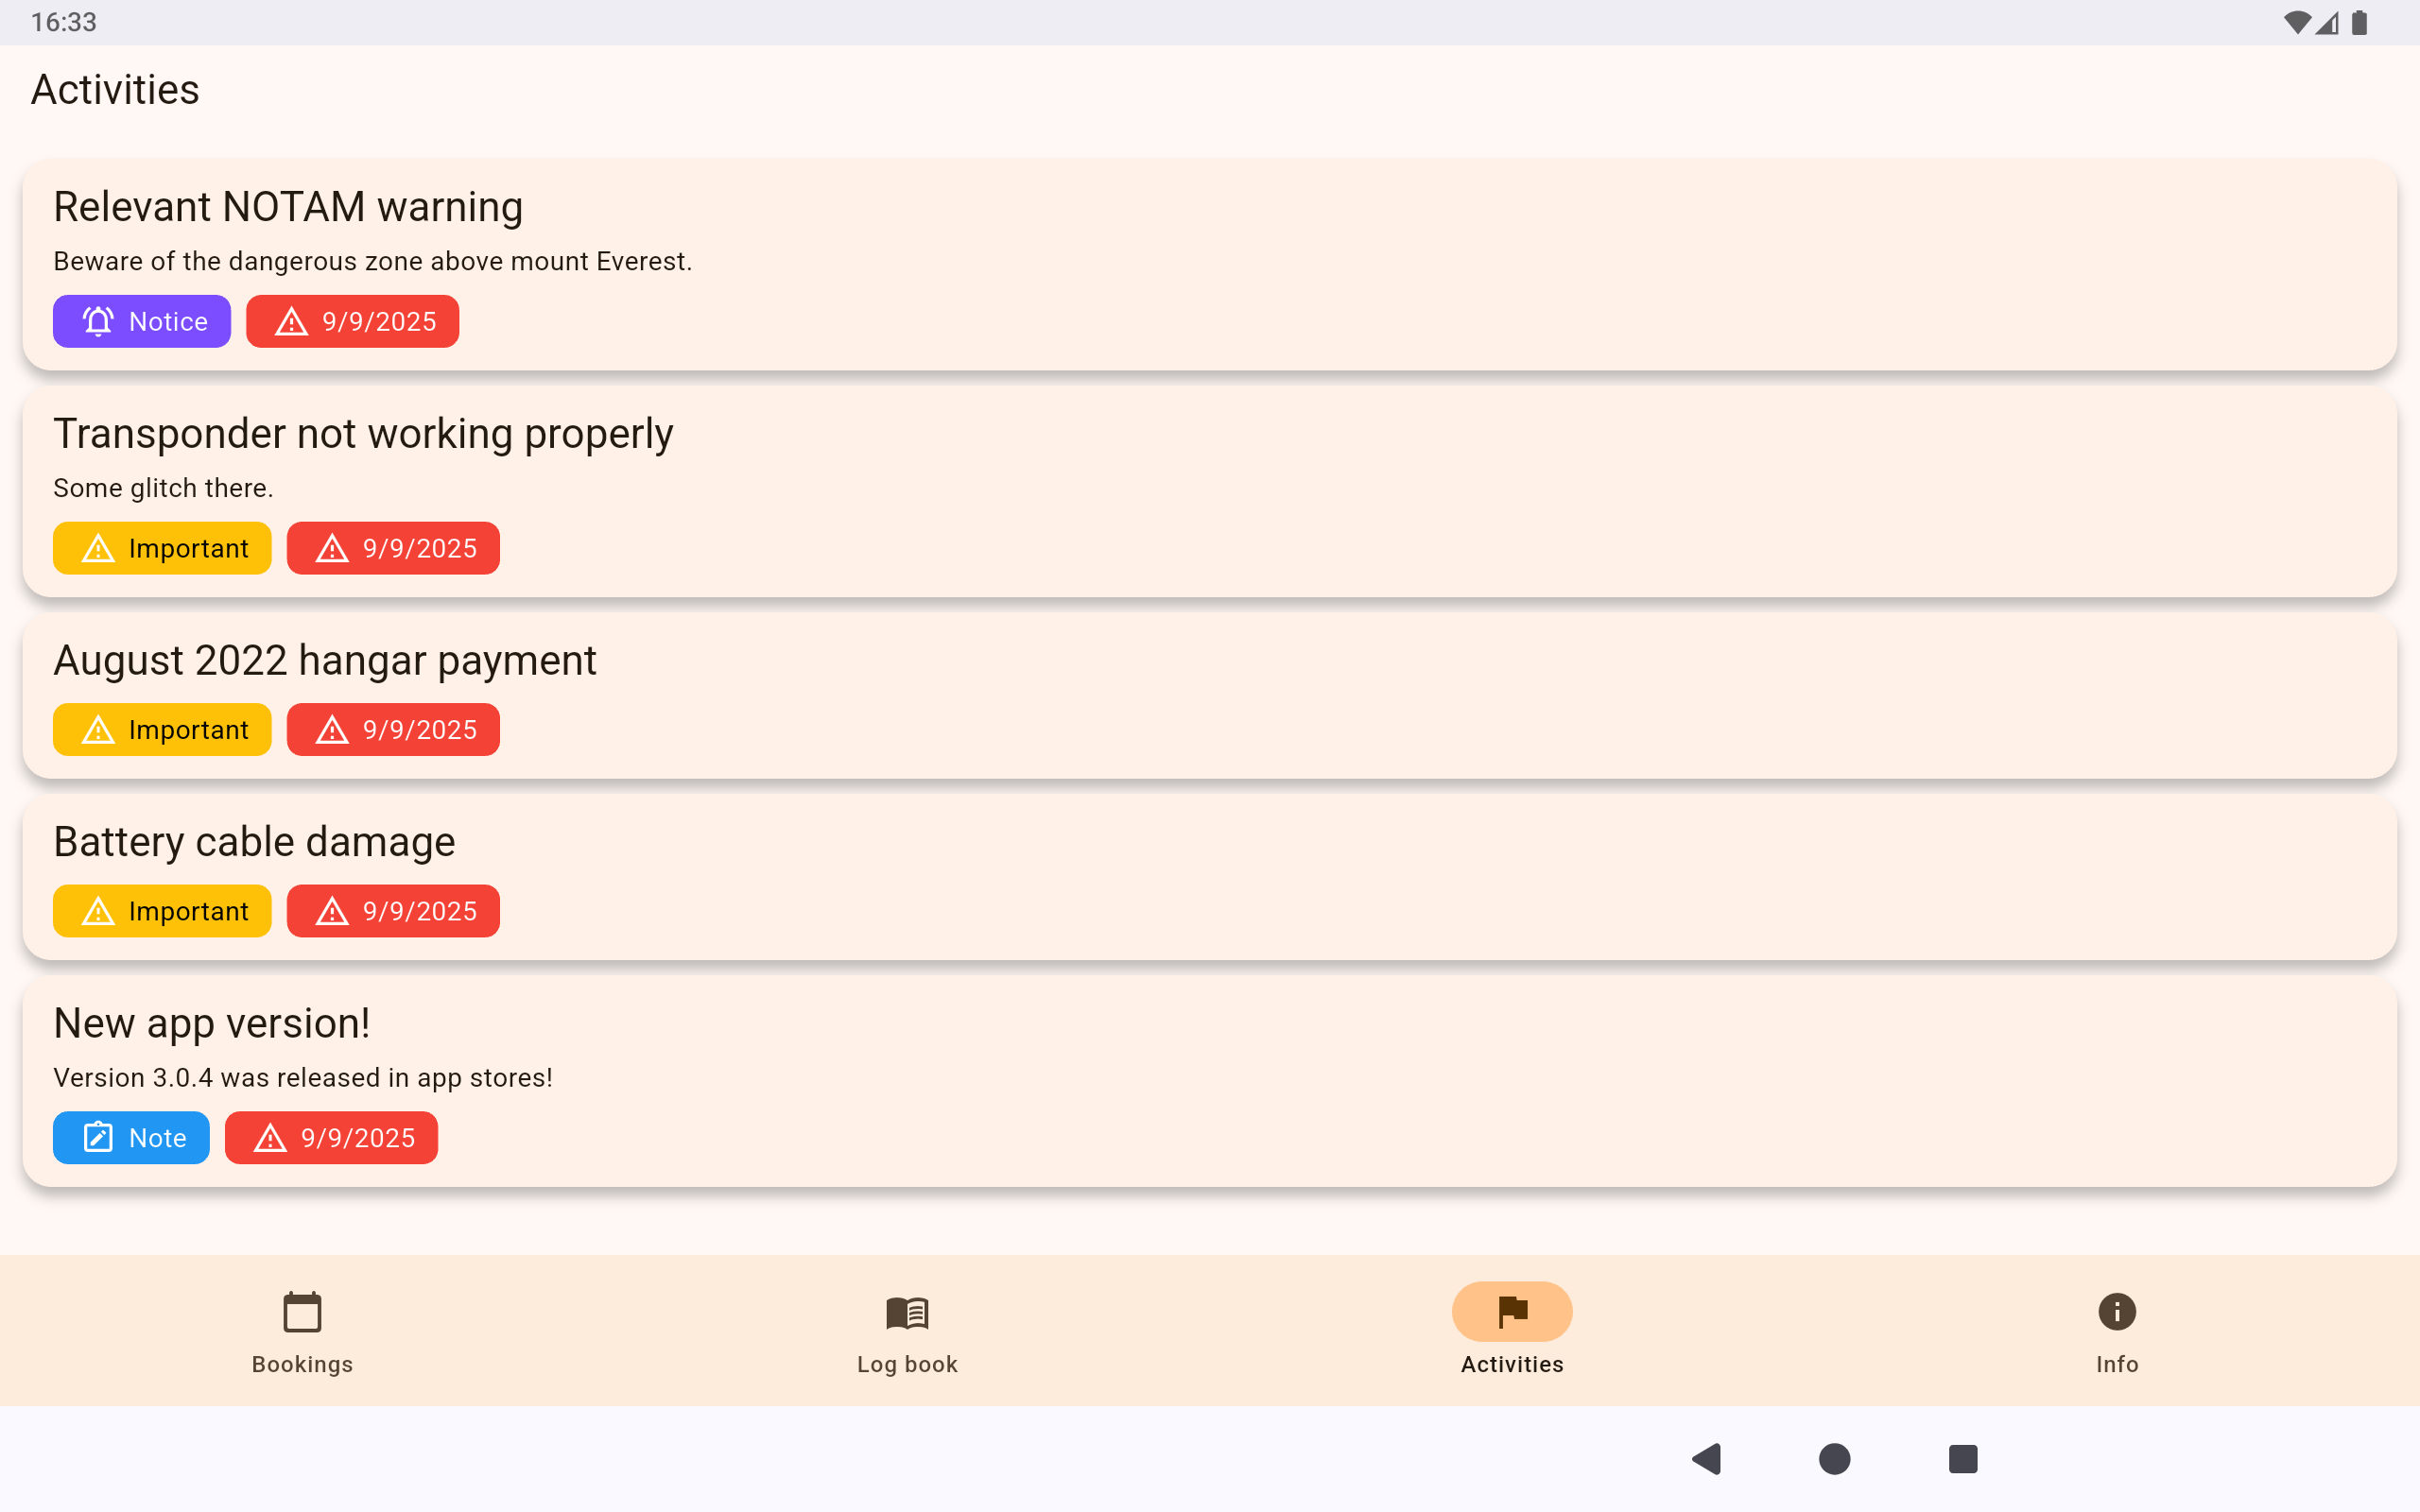 16:33
Activities
Relevant NOTAM warning
Beware of the dangerous zone above mount Everest.
Notice 9/9/2025
Transponder not working properly
Some glitch there.
Important 9/9/2025
August 2022 hangar payment
Important 9/9/2025
Battery cable damage
Important 9/9/2025
New app version!
Version 3.0.4 was released in app stores!
Note 9/9/2025
Bookings Log book Activities Info